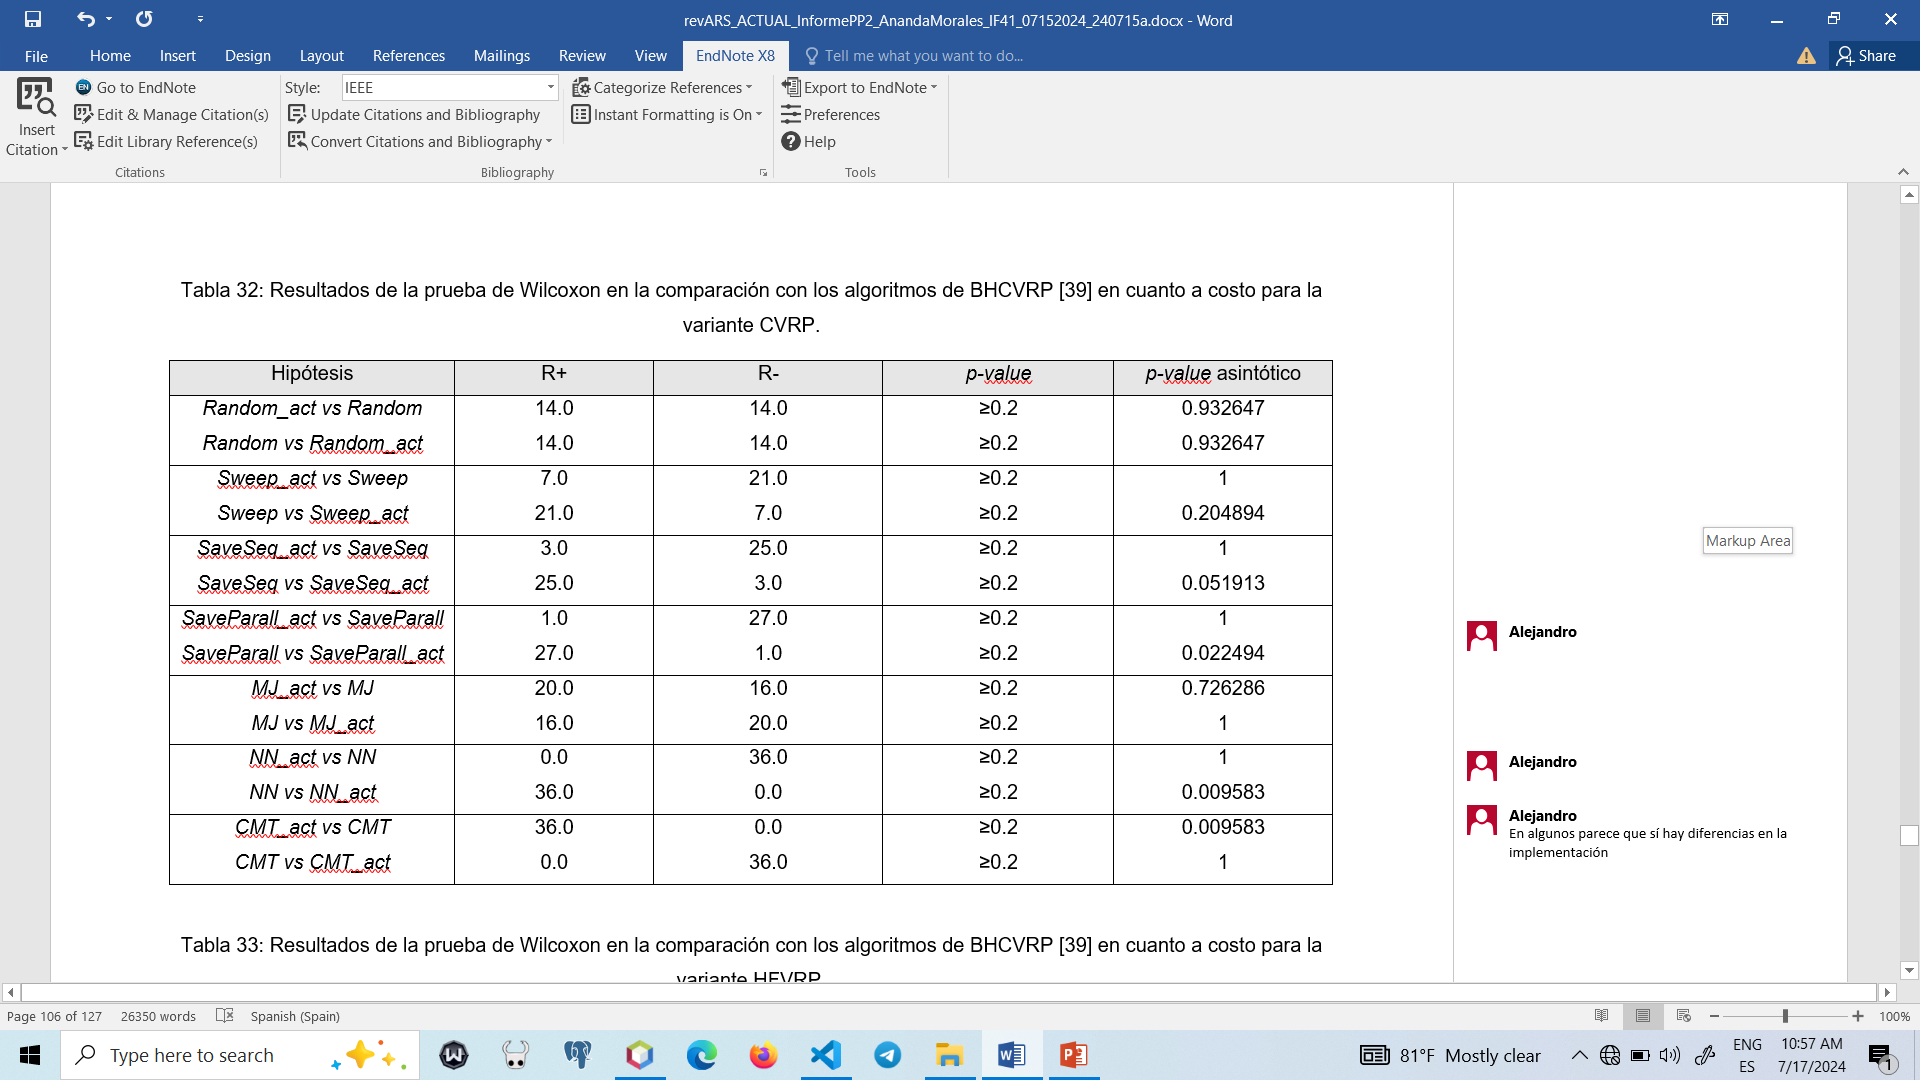 revARS_ACTUAL_InformePP2_AnandaMorales_IF41_07152024_240715a.docx - Word
File Home Insert Design Layout References Mailings Review View EndNote X8 Tell me what you want to do... Share
Insert Citation
Go to EndNote
Edit & Manage Citation(s)
Edit Library Reference(s)
Citations
Style: IEEE
Update Citations and Bibliography
Convert Citations and Bibliography
Bibliography
Categorize References
Instant Formatting is On
Export to EndNote
Preferences
Help
Tools
Tabla 32: Resultados de la prueba de Wilcoxon en la comparación con los algoritmos de BHCVRP [39] en cuanto a costo para la
variante CVRP.
Hipótesis R+ R- p-value p-value asintótico
Random_act vs Random 14.0 14.0 ≥0.2 0.932647
Random vs Random_act 14.0 14.0 ≥0.2 0.932647
Sweep_act vs Sweep 7.0 21.0 ≥0.2 1
Sweep vs Sweep_act 21.0 7.0 ≥0.2 0.204894
SaveSeq_act vs SaveSeq 3.0 25.0 ≥0.2 1
SaveSeq vs SaveSeq_act 25.0 3.0 ≥0.2 0.051913
SaveParall_act vs SaveParall 1.0 27.0 ≥0.2 1
SaveParall vs SaveParall_act 27.0 1.0 ≥0.2 0.022494
MJ_act vs MJ 20.0 16.0 ≥0.2 0.726286
MJ vs MJ_act 16.0 20.0 ≥0.2 1
NN_act vs NN 0.0 36.0 ≥0.2 1
NN vs NN_act 36.0 0.0 ≥0.2 0.009583
CMT_act vs CMT 36.0 0.0 ≥0.2 0.009583
CMT vs CMT_act 0.0 36.0 ≥0.2 1
Markup Area
Alejandro
Alejandro
Alejandro
En algunos parece que sí hay diferencias en la
implementación
Tabla 33: Resultados de la prueba de Wilcoxon en la comparación con los algoritmos de BHCVRP [39] en cuanto a costo para la
variante HFVRP.
Page 106 of 127 26350 words Spanish (Spain) 100%
Type here to search
81°F Mostly clear
ENG
ES
10:57 AM
7/17/2024
1